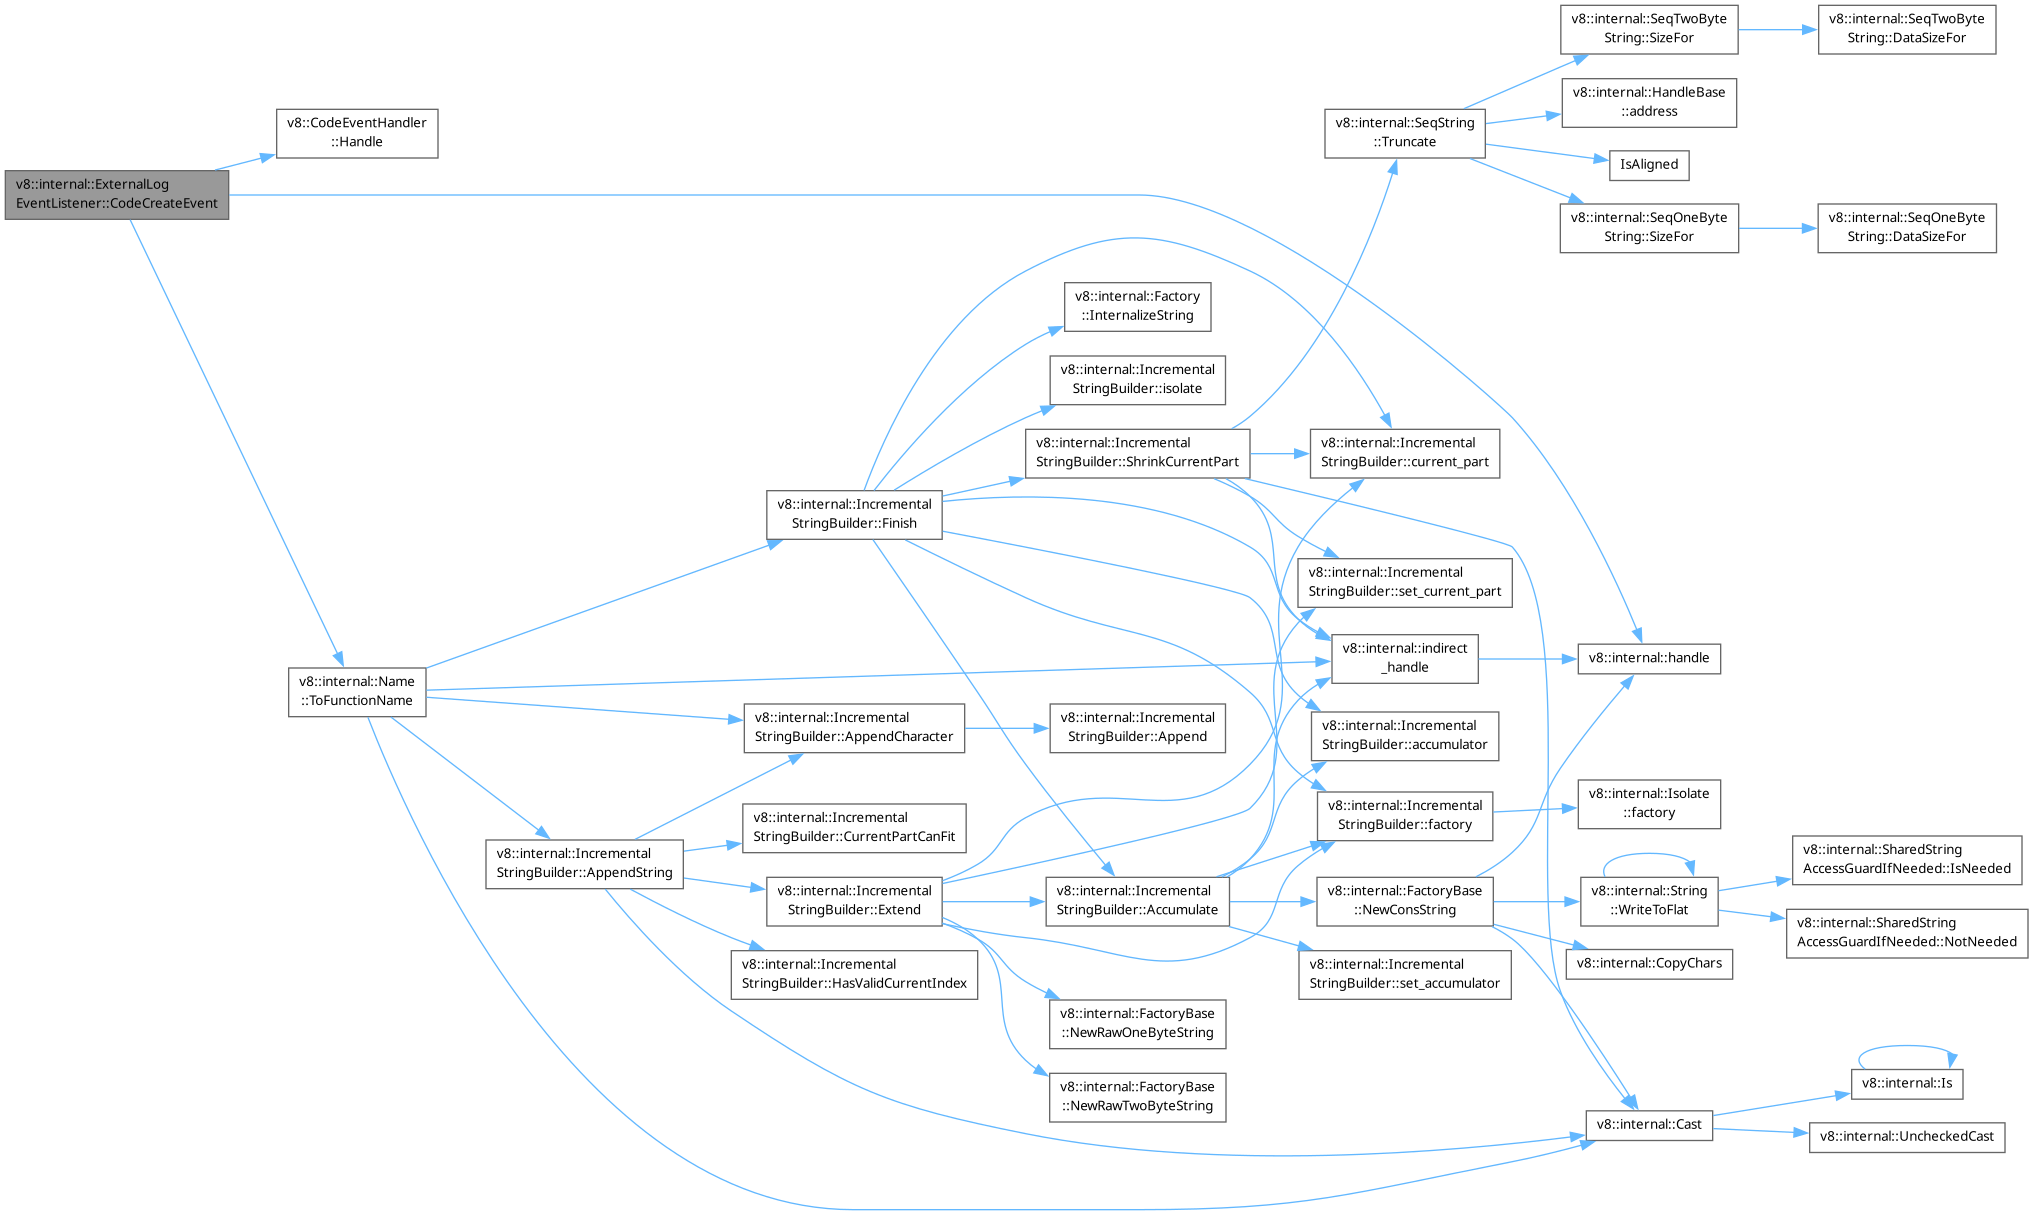 v8::internal::ExternalLog
EventListener::CodeCreateEvent
v8::CodeEventHandler
::Handle
v8::internal::Name
::ToFunctionName
v8::internal::Incremental
StringBuilder::AppendString
v8::internal::Incremental
StringBuilder::Finish
v8::internal::Incremental
StringBuilder::AppendCharacter
v8::internal::Incremental
StringBuilder::CurrentPartCanFit
v8::internal::Incremental
StringBuilder::Extend
v8::internal::Incremental
StringBuilder::HasValidCurrentIndex
v8::internal::Factory
::InternalizeString
v8::internal::Incremental
StringBuilder::isolate
v8::internal::Incremental
StringBuilder::ShrinkCurrentPart
v8::internal::Incremental
StringBuilder::Append
v8::internal::Incremental
StringBuilder::Accumulate
v8::internal::FactoryBase
::NewRawOneByteString
v8::internal::FactoryBase
::NewRawTwoByteString
v8::internal::SeqString
::Truncate
v8::internal::Incremental
StringBuilder::current_part
v8::internal::Incremental
StringBuilder::set_current_part
v8::internal::indirect
_handle
v8::internal::Incremental
StringBuilder::accumulator
v8::internal::Incremental
StringBuilder::factory
v8::internal::FactoryBase
::NewConsString
v8::internal::Incremental
StringBuilder::set_accumulator
v8::internal::SeqTwoByte
String::SizeFor
v8::internal::HandleBase
::address
IsAligned
v8::internal::SeqOneByte
String::SizeFor
v8::internal::handle
v8::internal::Isolate
::factory
v8::internal::String
::WriteToFlat
v8::internal::CopyChars
v8::internal::Cast
v8::internal::SeqTwoByte
String::DataSizeFor
v8::internal::SeqOneByte
String::DataSizeFor
v8::internal::SharedString
AccessGuardIfNeeded::IsNeeded
v8::internal::SharedString
AccessGuardIfNeeded::NotNeeded
v8::internal::Is
v8::internal::UncheckedCast